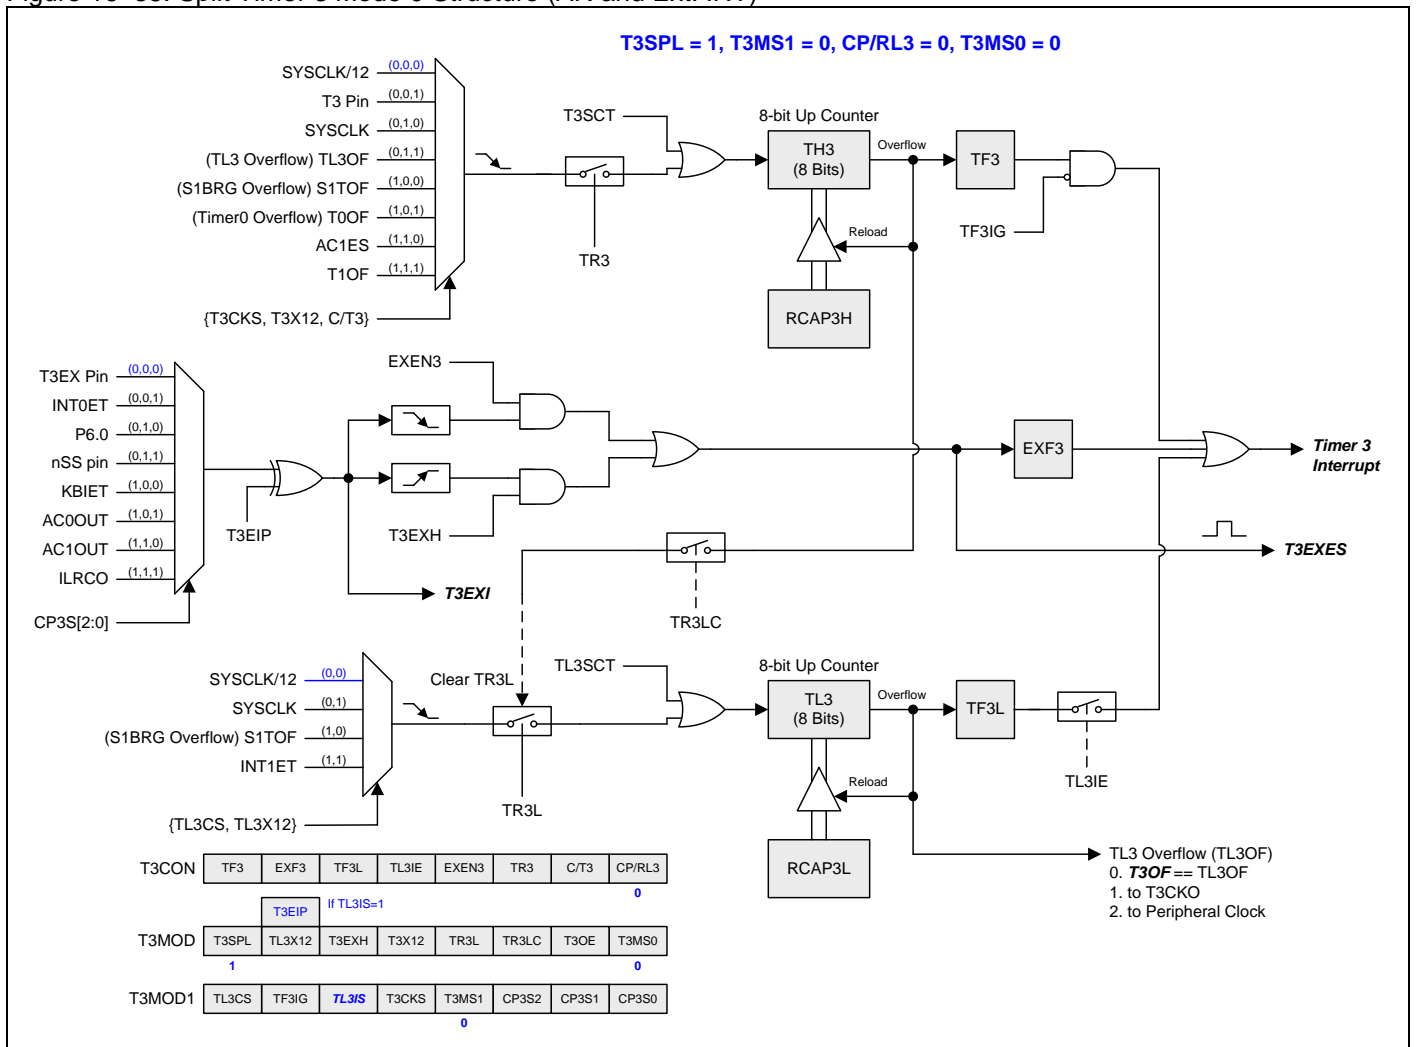 T3SPL = 1, T3MS1 = 0, CP/RL3 = 0, T3MS0 = 0
SYSCLK/12 (0,0,0)
T3 Pin (0,0,1)
SYSCLK (0,1,0)
(TL3 Overflow) TL3OF (0,1,1)
(S1BRG Overflow) S1TOF (1,0,0)
(Timer0 Overflow) T0OF (1,0,1)
AC1ES (1,1,0)
T1OF (1,1,1)
{T3CKS, T3X12, C/T3}
TR3
T3SCT
8-bit Up Counter
TH3
(8 Bits)
Overflow
TF3
TF3IG
Reload
RCAP3H
T3EX Pin (0,0,0)
INT0ET (0,0,1)
P6.0 (0,1,0)
nSS pin (0,1,1)
KBIET (1,0,0)
AC0OUT (1,0,1)
AC1OUT (1,1,0)
ILRCO (1,1,1)
CP3S[2:0]
T3EIP
EXEN3
T3EXH
T3EXI
EXF3
Timer 3
Interrupt
T3EXES
TR3LC
SYSCLK/12 (0,0)
SYSCLK (0,1)
(S1BRG Overflow) S1TOF (1,0)
INT1ET (1,1)
{TL3CS, TL3X12}
Clear TR3L
TR3L
TL3SCT
8-bit Up Counter
TL3
(8 Bits)
Overflow
TF3L
TL3IE
Reload
RCAP3L
TL3 Overflow (TL3OF)
0. T3OF == TL3OF
1. to T3CKO
2. to Peripheral Clock
T3CON TF3 EXF3 TF3L TL3IE EXEN3 TR3 C/T3 CP/RL3
0
T3EIP If TL3IS=1
T3MOD T3SPL TL3X12 T3EXH T3X12 TR3L TR3LC T3OE T3MS0
1 0
T3MOD1 TL3CS TF3IG TL3IS T3CKS T3MS1 CP3S2 CP3S1 CP3S0
0